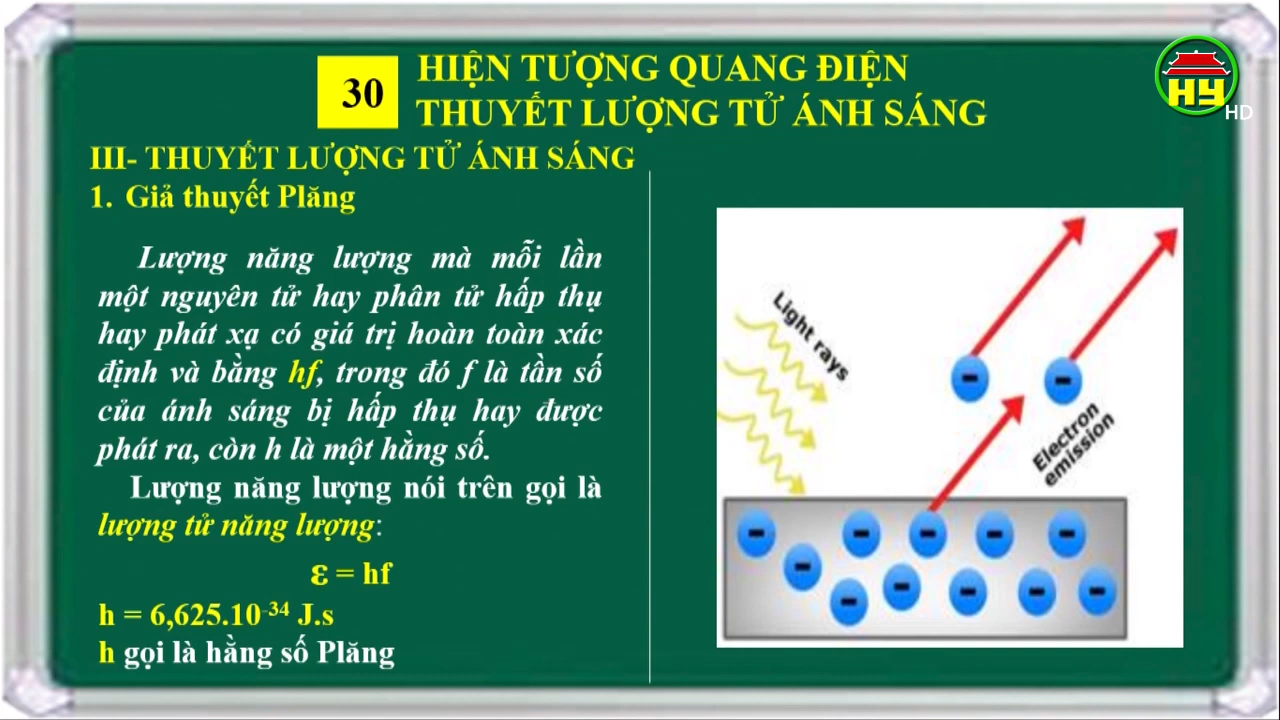 30
HIỆN TƯỢNG QUANG ĐIỆN
THUYẾT LƯỢNG TỬ ÁNH SÁNG
HY
HD
III- THUYẾT LƯỢNG TỬ ÁNH SÁNG
1. Giả thuyết Plăng
Lượng năng lượng mà mỗi lần
một nguyên tử hay phân tử hấp thụ
hay phát xạ có giá trị hoàn toàn xác
định và bằng hf, trong đó f là tần số
của ánh sáng bị hấp thụ hay được
phát ra, còn h là một hằng số.
Lượng năng lượng nói trên gọi là
lượng tử năng lượng:
ε = hf
h = 6,625.10⁻³⁴ J.s
h gọi là hằng số Plăng
Light rays
Electron
emission